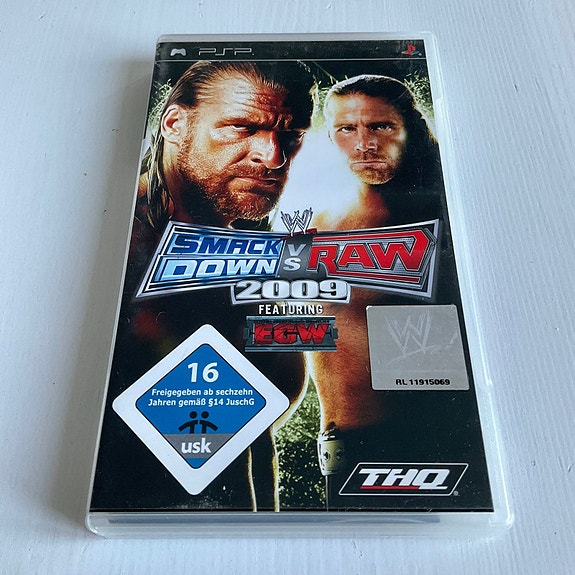 PSP
W
SMACK
DOWN VS RAW
2009
FEATURING
ECW
W
RL 11915069
16
Freigegeben ab sechzehn
Jahren gemäß §14 JuschG
usk
THQ®